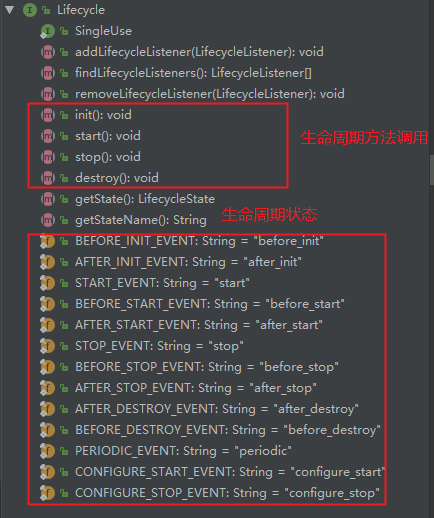 Lifecycle
SingleUse
addLifecycleListener(LifecycleListener): void
findLifecycleListeners(): LifecycleListener[]
removeLifecycleListener(LifecycleListener): void
init(): void
start(): void
生命周期方法调用
stop(): void
destroy(): void
getState(): LifecycleState
getStateName(): String
生命周期状态
BEFORE_INIT_EVENT: String = "before_init"
AFTER_INIT_EVENT: String = "after_init"
START_EVENT: String = "start"
BEFORE_START_EVENT: String = "before_start"
AFTER_START_EVENT: String = "after_start"
STOP_EVENT: String = "stop"
BEFORE_STOP_EVENT: String = "before_stop"
AFTER_STOP_EVENT: String = "after_stop"
AFTER_DESTROY_EVENT: String = "after_destroy"
BEFORE_DESTROY_EVENT: String = "before_destroy"
PERIODIC_EVENT: String = "periodic"
CONFIGURE_START_EVENT: String = "configure_start"
CONFIGURE_STOP_EVENT: String = "configure_stop"